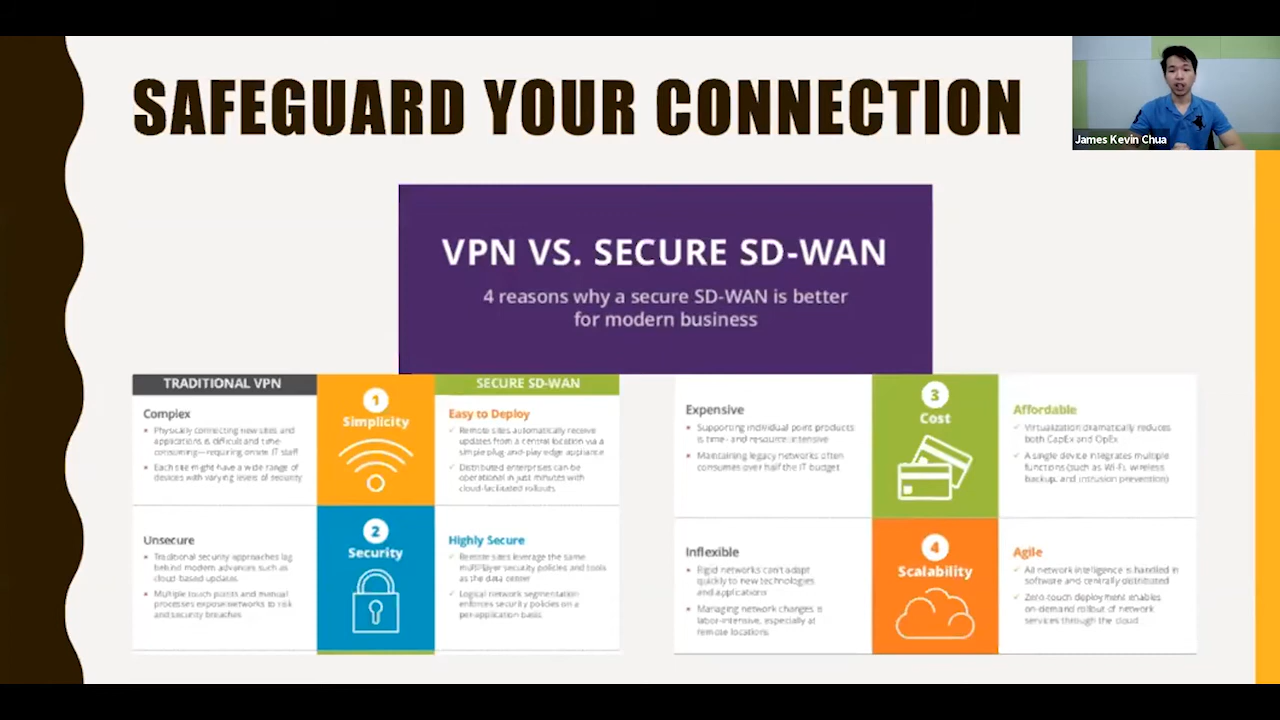 SAFEGUARD YOUR CONNECTION
James Kevin Chua
VPN VS. SECURE SD-WAN
4 reasons why a secure SD-WAN is better
for modern business
TRADITIONAL VPN
SECURE SD-WAN
Complex
• Physically connecting new sites and
applications is difficult and time-
consuming—requiring onsite IT staff
• Each site might have a wide range of
devices with varying levels of security
1
Simplicity
Easy to Deploy
✓ Remote sites automatically receive
updates from a central location via a
simple plug-and-play edge appliance
✓ Distributed enterprises can be
operational in just minutes with
cloud-facilitated rollouts
Unsecure
• Traditional security approaches lag
behind modern advances such as
cloud-based updates
• Multiple touch points and manual
processes expose networks to risk
and security breaches
2
Security
Highly Secure
✓ Remote sites leverage the same
multi-layer security policies and tools
as the data center
✓ Logical network segmentation
enforces security policies on a
per-application basis
Expensive
• Supporting individual point products
is time- and resource-intensive
• Maintaining legacy networks often
consumes over half the IT budget
3
Cost
Affordable
✓ Virtualization dramatically reduces
both CapEx and OpEx
✓ A single device integrates multiple
functions (such as Wi-Fi, wireless
backup, and intrusion prevention)
Inflexible
• Rigid networks can't adapt
quickly to new technologies
and applications
• Managing network changes is
labor-intensive, especially at
remote locations.
4
Scalability
Agile
✓ All network intelligence is handled in
software and centrally distributed
✓ Zero-touch deployment enables
on-demand rollout of network
services through the cloud